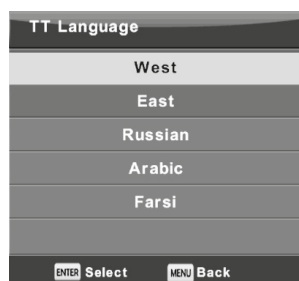 TT Language
West
East
Russian
Arabic
Farsi
ENTER Select MENU Back